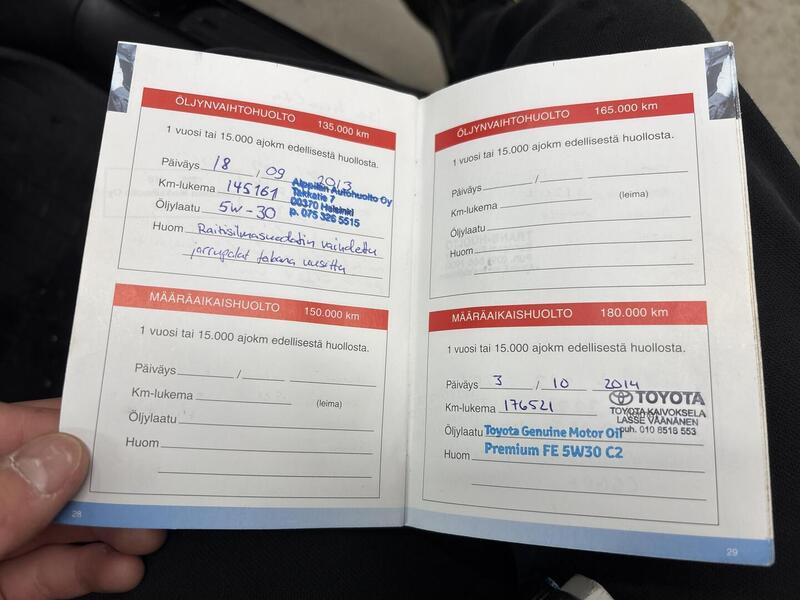 ÖLJYNVAIHTOHUOLTO 135.000 km
1 vuosi tai 15.000 ajokm edellisestä huollosta.
Päiväys 18 / 09 2013
Km-lukema 145161
Öljylaatu 5W-30
Alppilan Autohuolto Oy
Takkatie 7
00370 Helsinki
p. 075 326 5515
Huom Raitisilmasuodatin vaihdettu
jarrupalat takana uusittu
MÄÄRÄAIKAISHUOLTO 150.000 km
1 vuosi tai 15.000 ajokm edellisestä huollosta.
Päiväys /
Km-lukema
(leima)
Öljylaatu
Huom
28
ÖLJYNVAIHTOHUOLTO 165.000 km
1 vuosi tai 15.000 ajokm edellisestä huollosta.
Päiväys /
Km-lukema
(leima)
Öljylaatu
Huom
MÄÄRÄAIKAISHUOLTO 180.000 km
1 vuosi tai 15.000 ajokm edellisestä huollosta.
Päiväys 3 / 10 2014
Km-lukema 176521
TOYOTA
TOYOTA KAIVOKSELA
LASSE VÄÄNÄNEN
puh. 010 8518 553
Öljylaatu Toyota Genuine Motor Oil
Huom Premium FE 5W30 C2
29